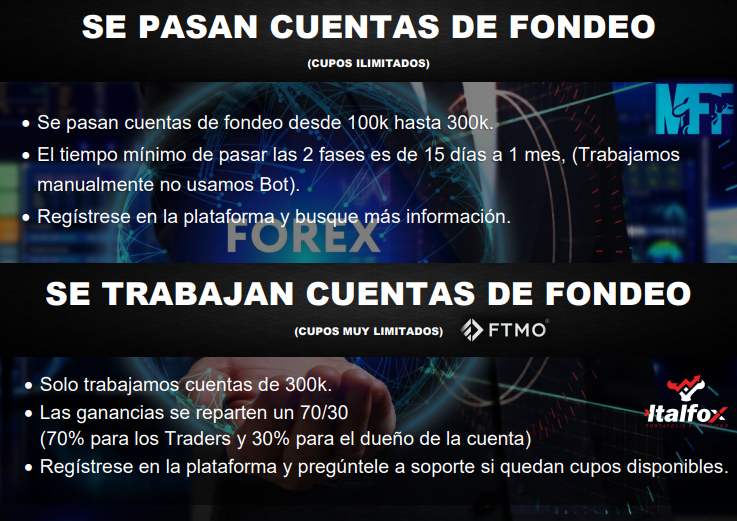 SE PASAN CUENTAS DE FONDEO
(CUPOS ILIMITADOS)
MFF
• Se pasan cuentas de fondeo desde 100k hasta 300k.
• El tiempo mínimo de pasar las 2 fases es de 15 días a 1 mes, (Trabajamos
manualmente no usamos Bot).
• Regístrese en la plataforma y busque más información.
FOREX
SE TRABAJAN CUENTAS DE FONDEO
(CUPOS MUY LIMITADOS) FTMO®
• Solo trabajamos cuentas de 300k.
• Las ganancias se reparten un 70/30
(70% para los Traders y 30% para el dueño de la cuenta)
Italfox
• Regístrese en la plataforma y pregúntele a soporte si quedan cupos disponibles.